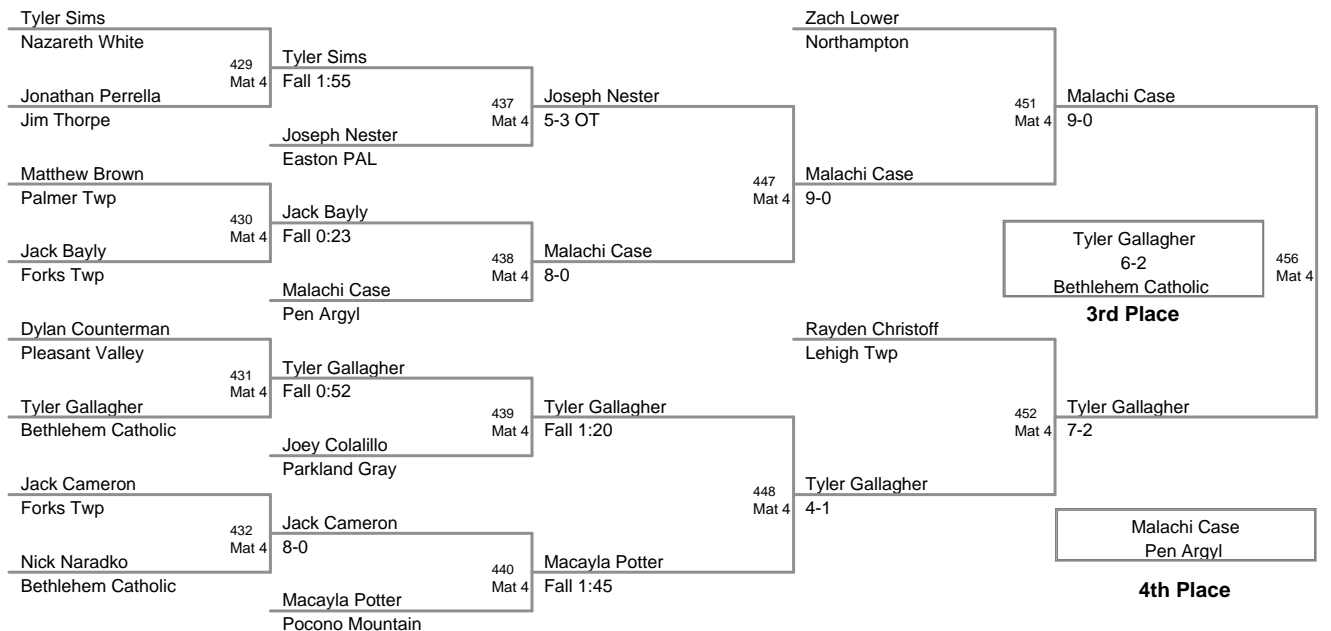 Tyler Sims
Nazareth White
429
Mat 4
Jonathan Perrella
Jim Thorpe
Matthew Brown
Palmer Twp
430
Mat 4
Jack Bayly
Forks Twp
Dylan Counterman
Pleasant Valley
431
Mat 4
Tyler Gallagher
Bethlehem Catholic
Jack Cameron
Forks Twp
432
Mat 4
Nick Naradko
Bethlehem Catholic
Tyler Sims
Fall 1:55
437
Mat 4
Joseph Nester
Easton PAL
Jack Bayly
Fall 0:23
438
Mat 4
Malachi Case
Pen Argyl
Tyler Gallagher
Fall 0:52
439
Mat 4
Joey Colalillo
Parkland Gray
Jack Cameron
8-0
440
Mat 4
Macayla Potter
Pocono Mountain
Joseph Nester
5-3 OT
447
Mat 4
Malachi Case
8-0
Tyler Gallagher
Fall 1:20
448
Mat 4
Macayla Potter
Fall 1:45
Zach Lower
Northampton
451
Mat 4
Malachi Case
9-0
Rayden Christoff
Lehigh Twp
452
Mat 4
Tyler Gallagher
4-1
Malachi Case
9-0
456
Mat 4
Tyler Gallagher
7-2
Tyler Gallagher
6-2
Bethlehem Catholic
3rd Place
Malachi Case
Pen Argyl
4th Place